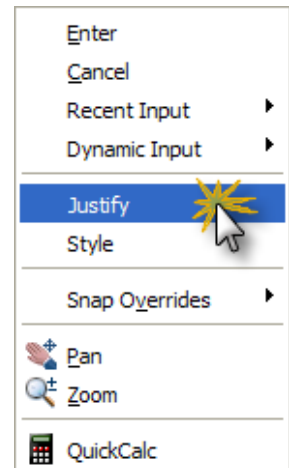 Enter
Cancel
Recent Input
Dynamic Input
Justify
Style
Snap Overrides
Pan
Zoom
QuickCalc